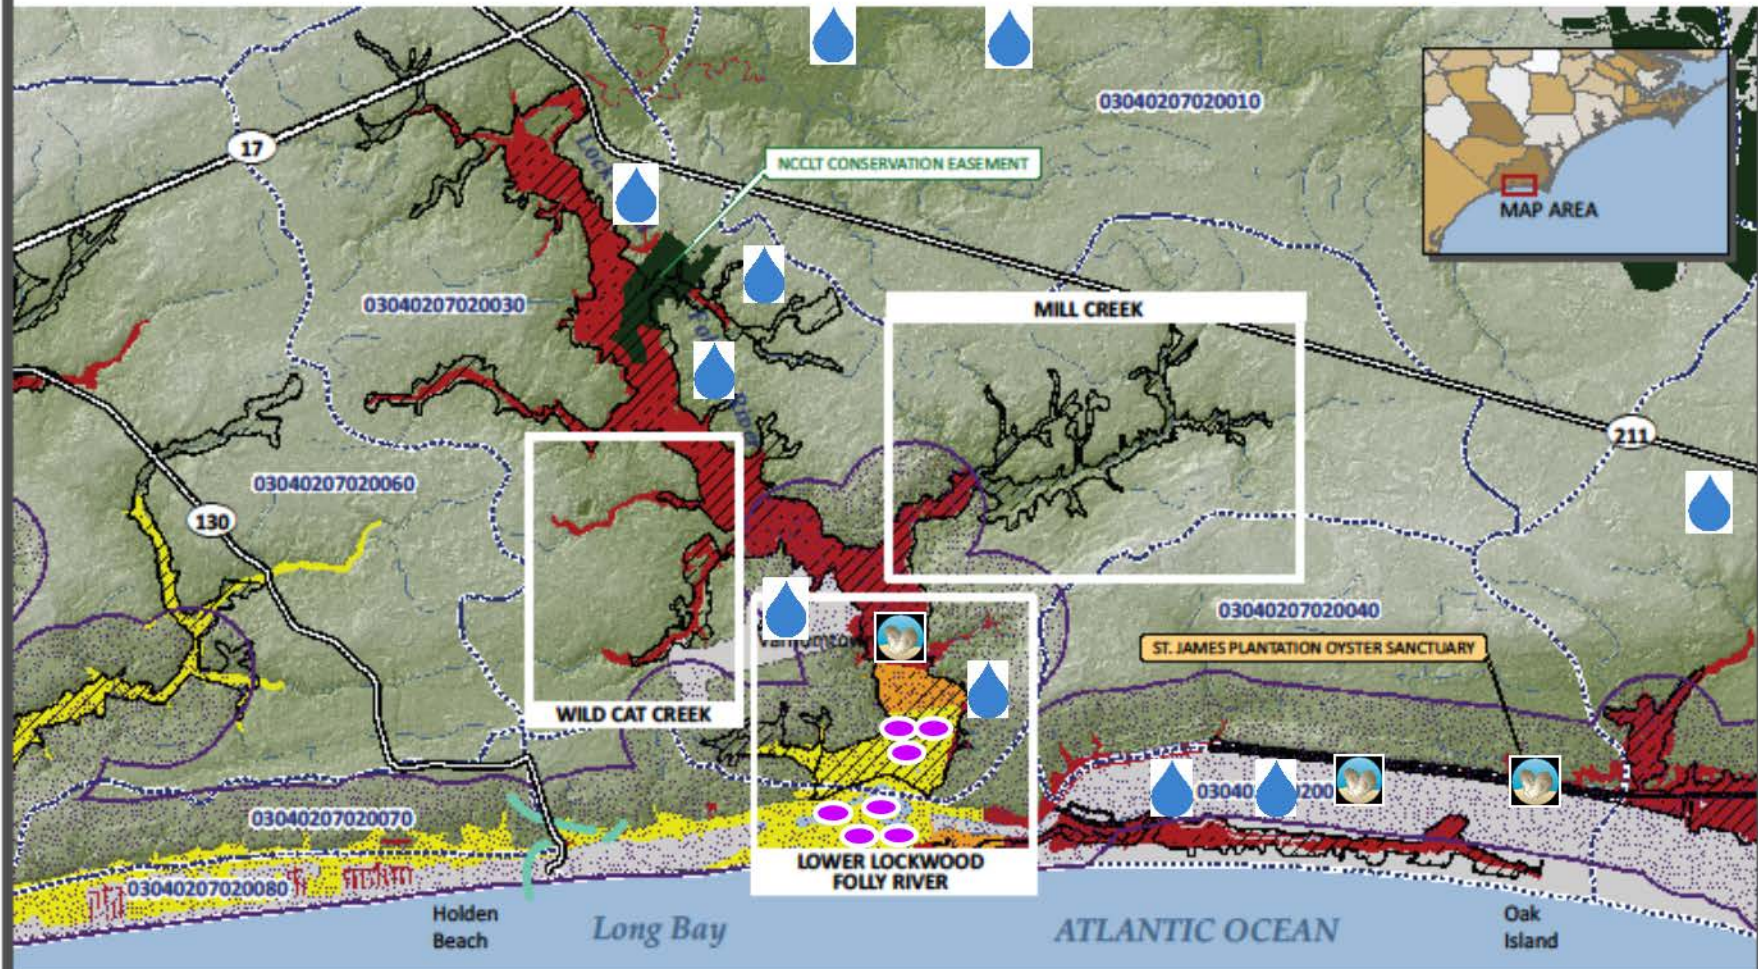 03040207020010
17
NCCLT CONSERVATION EASEMENT
MAP AREA
03040207020030
MILL CREEK
River
211
03040207020060
130
03040207020040
ST. JAMES PLANTATION OYSTER SANCTUARY
WILD CAT CREEK
03040207020070
LOWER LOCKWOOD
FOLLY RIVER
03040207020080
Holden
Beach
Long Bay
ATLANTIC OCEAN
Oak
Island